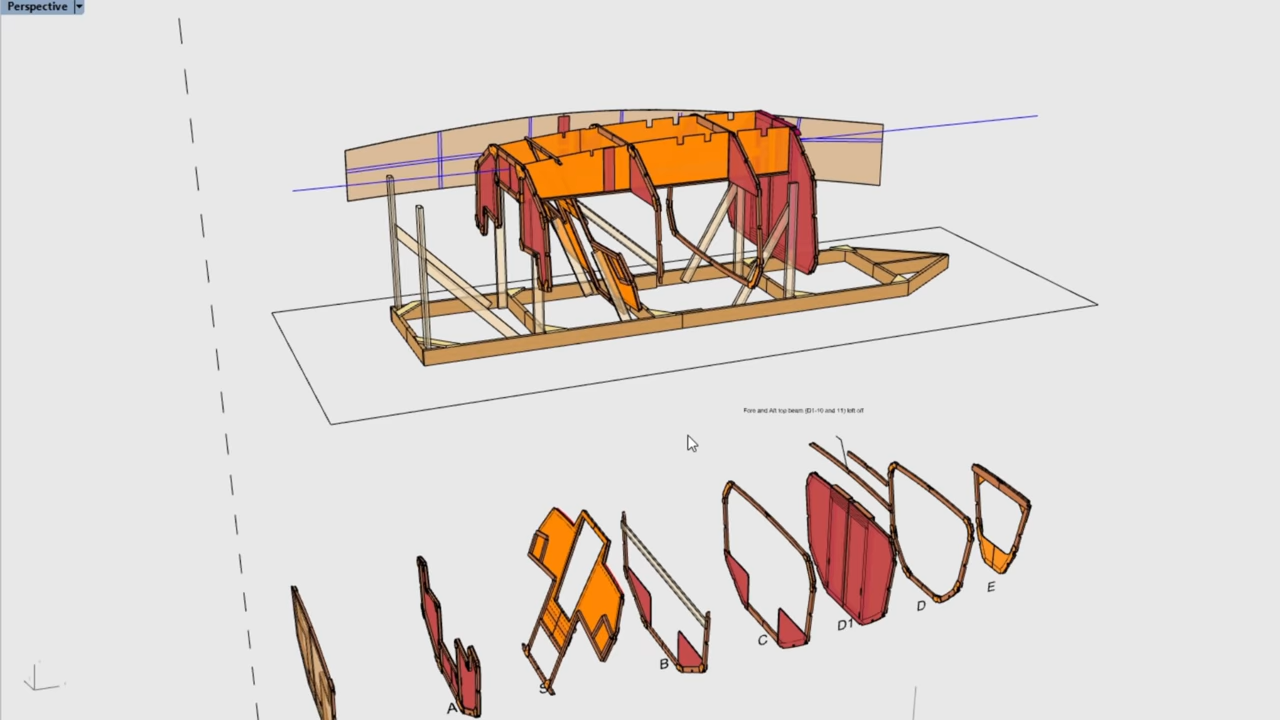 Perspective
Fore and Aft top beam (D1-10 and 11) left off
E
D
D1
C
B
S
A